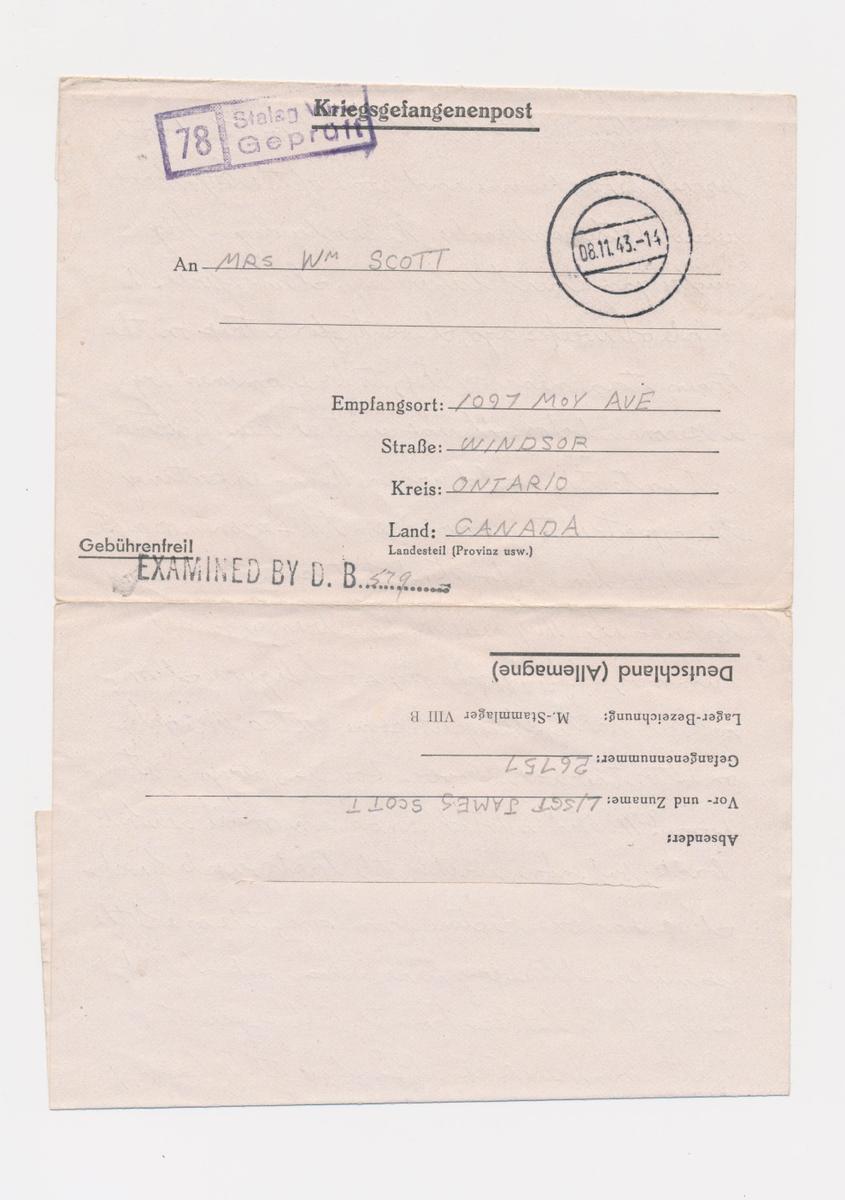 Kriegsgefangenenpost
78 Stalag
Geprüft
08.11.43.-14
An MRS WM SCOTT
Empfangsort: 1097 MOY AVE
Straße: WINDSOR
Kreis: ONTARIO
Land: CANADA
Landesteil (Provinz usw.)
Gebührenfrei!
EXAMINED BY D. B. 579
Absender:
Vor- und Zuname: L/SGT JAMES SCOTT
Gefangenennummer: 26757
Lager-Bezeichnung: M.-Stammlager VIII B
Deutschland (Allemagne)